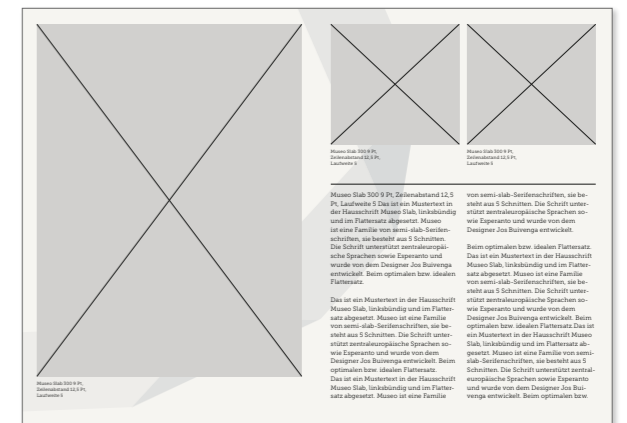 Museo Slab 300 9 Pt,
Zeilenabstand 12,5 Pt,
Laufweite 5
Museo Slab 300 9 Pt,
Zeilenabstand 12,5 Pt,
Laufweite 5
Museo Slab 300 9 Pt,
Zeilenabstand 12,5 Pt,
Laufweite 5
Museo Slab 300 9 Pt, Zeilenabstand 12,5
Pt, Laufweite 5 Das ist ein Mustertext in
der Hausschrift Museo Slab, linksbündig
und im Flattersatz abgesetzt. Museo
ist eine Familie von semi-slab-Serifen-
schriften, sie besteht aus 5 Schnitten.
Die Schrift unterstützt zentraleuropäi-
sche Sprachen sowie Esperanto und
wurde von dem Designer Jos Buivenga
entwickelt. Beim optimalen bzw. idealen
Flattersatz.
Das ist ein Mustertext in der Hausschrift
Museo Slab, linksbündig und im Flatter-
satz abgesetzt. Museo ist eine Familie
von semi-slab-Serifenschriften, sie be-
steht aus 5 Schnitten. Die Schrift unter-
stützt zentraleuropäische Sprachen so-
wie Esperanto und wurde von dem
Designer Jos Buivenga entwickelt. Beim
optimalen bzw. idealen Flattersatz.
Das ist ein Mustertext in der Hausschrift
Museo Slab, linksbündig und im Flatter-
satz abgesetzt. Museo ist eine Familie
von semi-slab-Serifenschriften, sie be-
steht aus 5 Schnitten. Die Schrift unter-
stützt zentraleuropäische Sprachen so-
wie Esperanto und wurde von dem
Designer Jos Buivenga entwickelt.
Beim optimalen bzw. idealen Flattersatz.
Das ist ein Mustertext in der Hausschrift
Museo Slab, linksbündig und im Flatter-
satz abgesetzt. Museo ist eine Familie
von semi-slab-Serifenschriften, sie be-
steht aus 5 Schnitten. Die Schrift unter-
stützt zentraleuropäische Sprachen so-
wie Esperanto und wurde von dem
Designer Jos Buivenga entwickelt. Beim
optimalen bzw. idealen Flattersatz.Das ist
ein Mustertext in der Hausschrift Museo
Slab, linksbündig und im Flattersatz ab-
gesetzt. Museo ist eine Familie von semi-
slab-Serifenschriften, sie besteht aus 5
Schnitten. Die Schrift unterstützt zentral-
europäische Sprachen sowie Esperanto
und wurde von dem Designer Jos Bui-
venga entwickelt. Beim optimalen bzw.